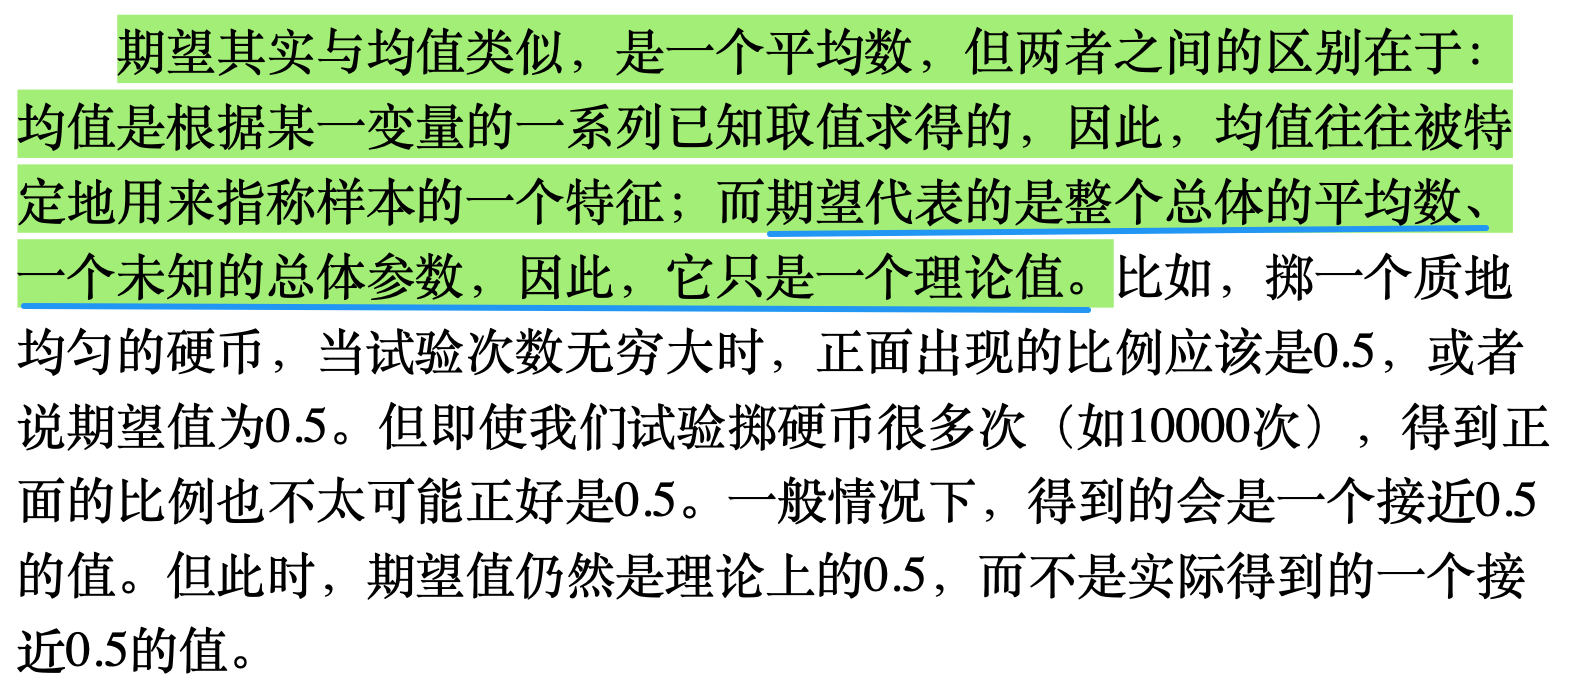 期望其实与均值类似，是一个平均数，但两者之间的区别在于：
均值是根据某一变量的一系列已知取值求得的，因此，均值往往被特
定地用来指称样本的一个特征；而期望代表的是整个总体的平均数、
一个未知的总体参数，因此，它只是一个理论值。比如，掷一个质地
均匀的硬币，当试验次数无穷大时，正面出现的比例应该是0.5，或者
说期望值为0.5。但即使我们试验掷硬币很多次（如10000次），得到正
面的比例也不太可能正好是0.5。一般情况下，得到的会是一个接近0.5
的值。但此时，期望值仍然是理论上的0.5，而不是实际得到的一个接
近0.5的值。